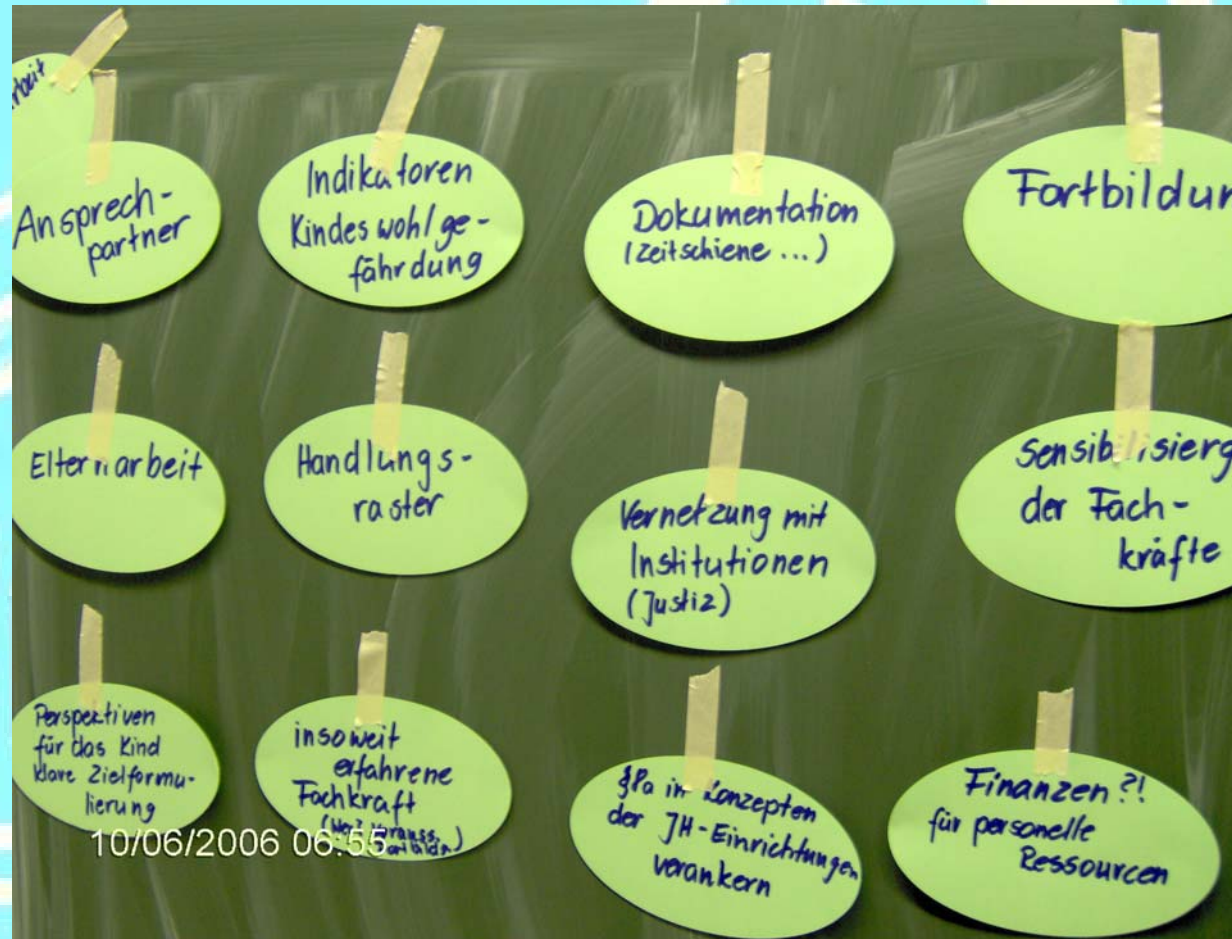 Ansprech-
partner
Indikatoren
Kindeswohlge-
fährdung
Dokumentation
(Zeitschiene ...)
Fortbildun
Elternarbeit
Handlungs-
raster
Vernetzung mit
Institutionen
(Justiz)
Sensibilisierg
der Fach-
kräfte
Perspektiven
für das Kind
klare Zielformu-
lierung
insoweit
erfahrene
Fachkraft
§8a in Konzepten
der JH-Einrichtungen
verankern
Finanzen ?!
für personelle
Ressourcen
10/06/2006 06:55